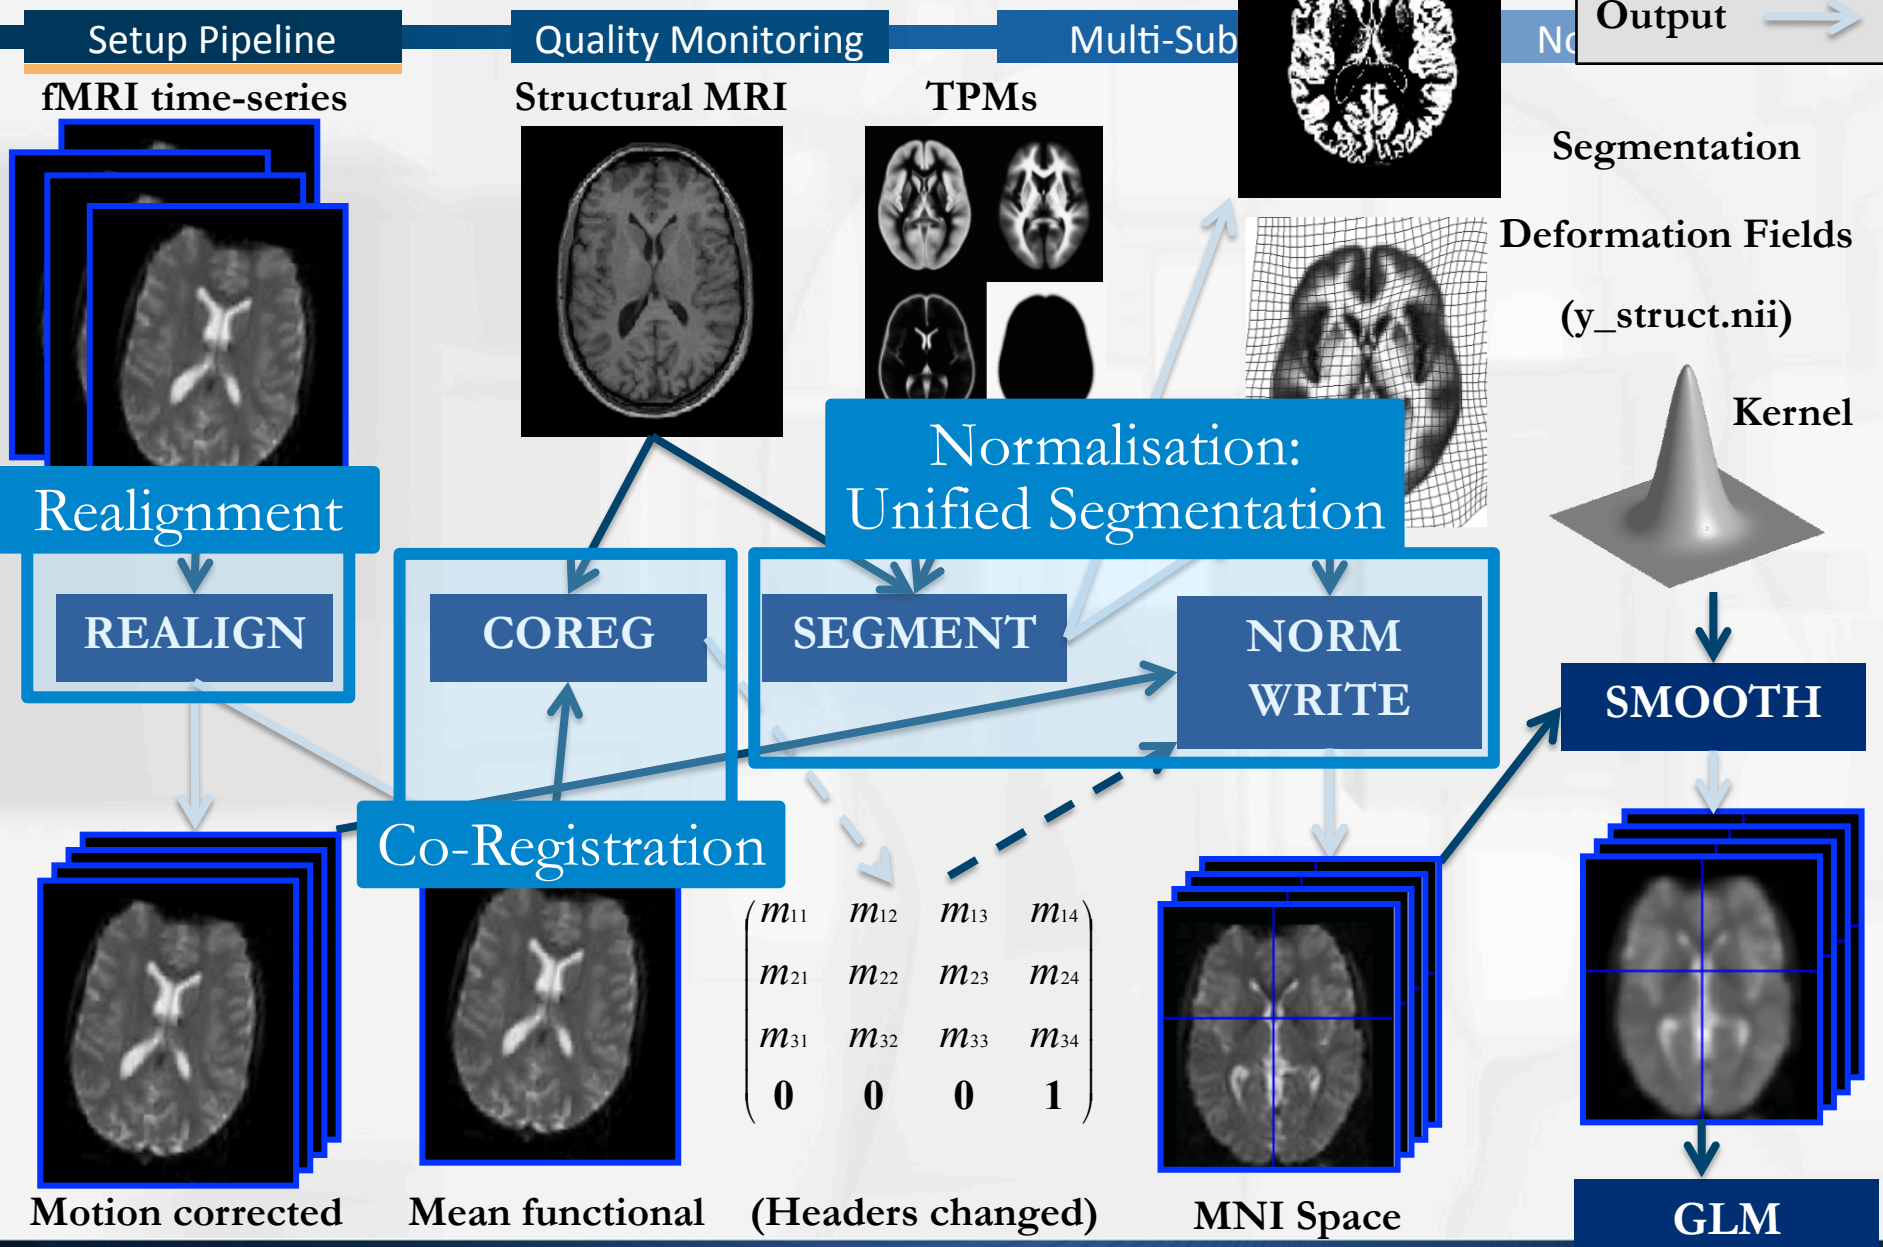 Setup Pipeline
Quality Monitoring
Multi-Sub
Output
fMRI time-series
Structural MRI
TPMs
Segmentation
Deformation Fields
(y_struct.nii)
Kernel
Normalisation:
Unified Segmentation
Realignment
REALIGN
COREG
SEGMENT
NORM
WRITE
SMOOTH
Co-Registration
m11 m12 m13 m14
m21 m22 m23 m24
m31 m32 m33 m34
0 0 0 1
Motion corrected
Mean functional
(Headers changed)
MNI Space
GLM